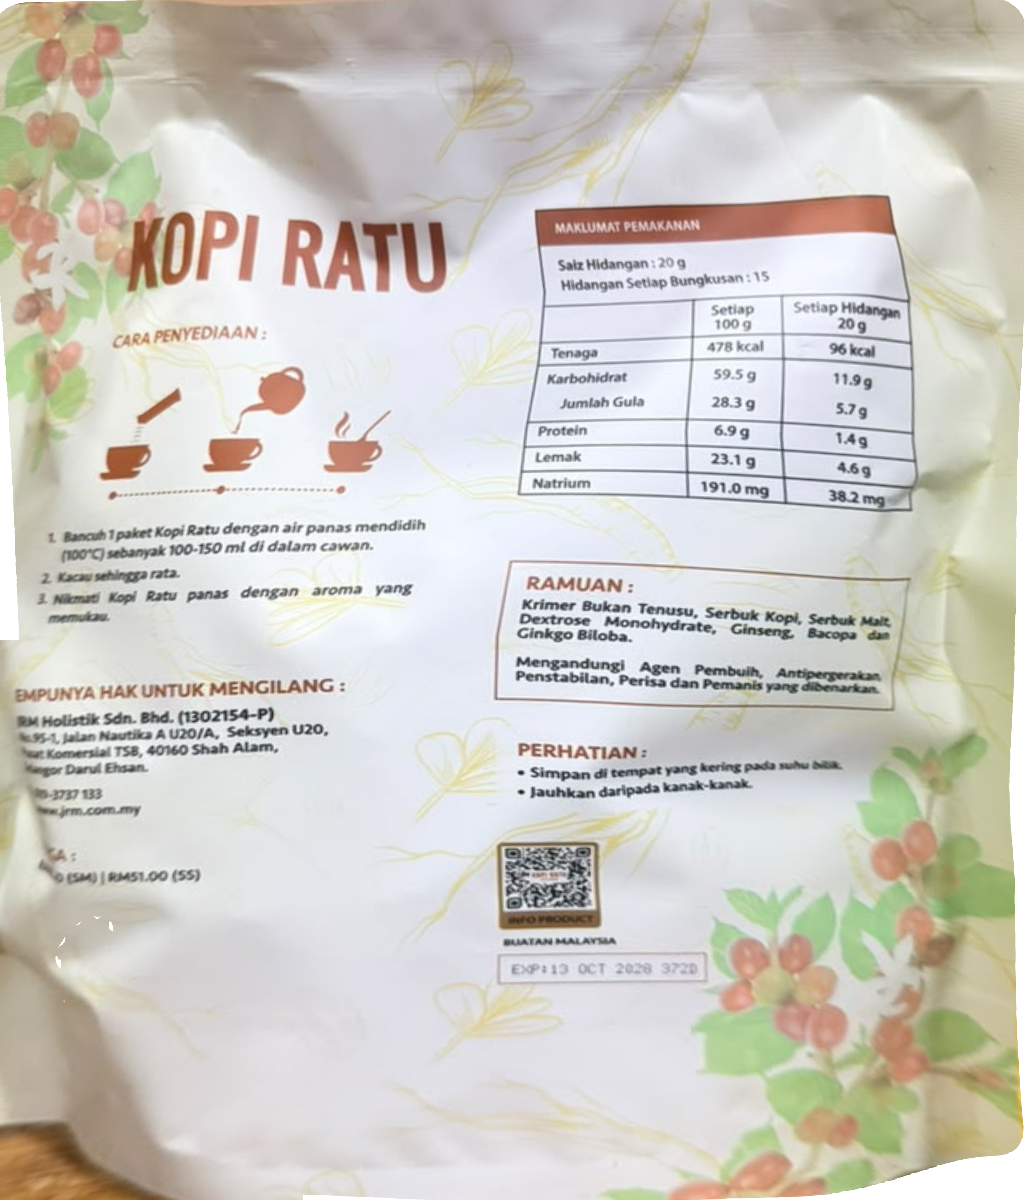 KOPI RATU
CARA PENYEDIAAN :
1. Bancuh 1 paket Kopi Ratu dengan air panas mendidih
(100°C) sebanyak 100-150 ml di dalam cawan.
2. Kacau sehingga rata.
3. Nikmati Kopi Ratu panas dengan aroma yang
memukau.
EMPUNYA HAK UNTUK MENGILANG :
RM Holistik Sdn. Bhd. (1302154-P)
95-1, Jalan Nautika A U20/A, Seksyen U20,
Komersial TSB, 40160 Shah Alam,
Darul Ehsan.
-3737 133
.jrm.com.my
GA :
0 (SM) | RM51.00 (SS)
MAKLUMAT PEMAKANAN
Saiz Hidangan : 20 g
Hidangan Setiap Bungkusan : 15
Setiap Setiap Hidangan
100 g 20 g
Tenaga 478 kcal 96 kcal
Karbohidrat 59.5 g 11.9 g
Jumlah Gula 28.3 g 5.7 g
Protein 6.9 g 1.4 g
Lemak 23.1 g 4.6 g
Natrium 191.0 mg 38.2 mg
RAMUAN :
Krimer Bukan Tenusu, Serbuk Kopi, Serbuk Malt,
Dextrose Monohydrate, Ginseng, Bacopa dan
Ginkgo Biloba.
Mengandungi Agen Pembuih, Antipergerakan,
Penstabilan, Perisa dan Pemanis yang dibenarkan.
PERHATIAN :
• Simpan di tempat yang kering pada suhu bilik.
• Jauhkan daripada kanak-kanak.
KOPI RATU
INFO PRODUCT
BUATAN MALAYSIA
EXP:13 OCT 2028 372D